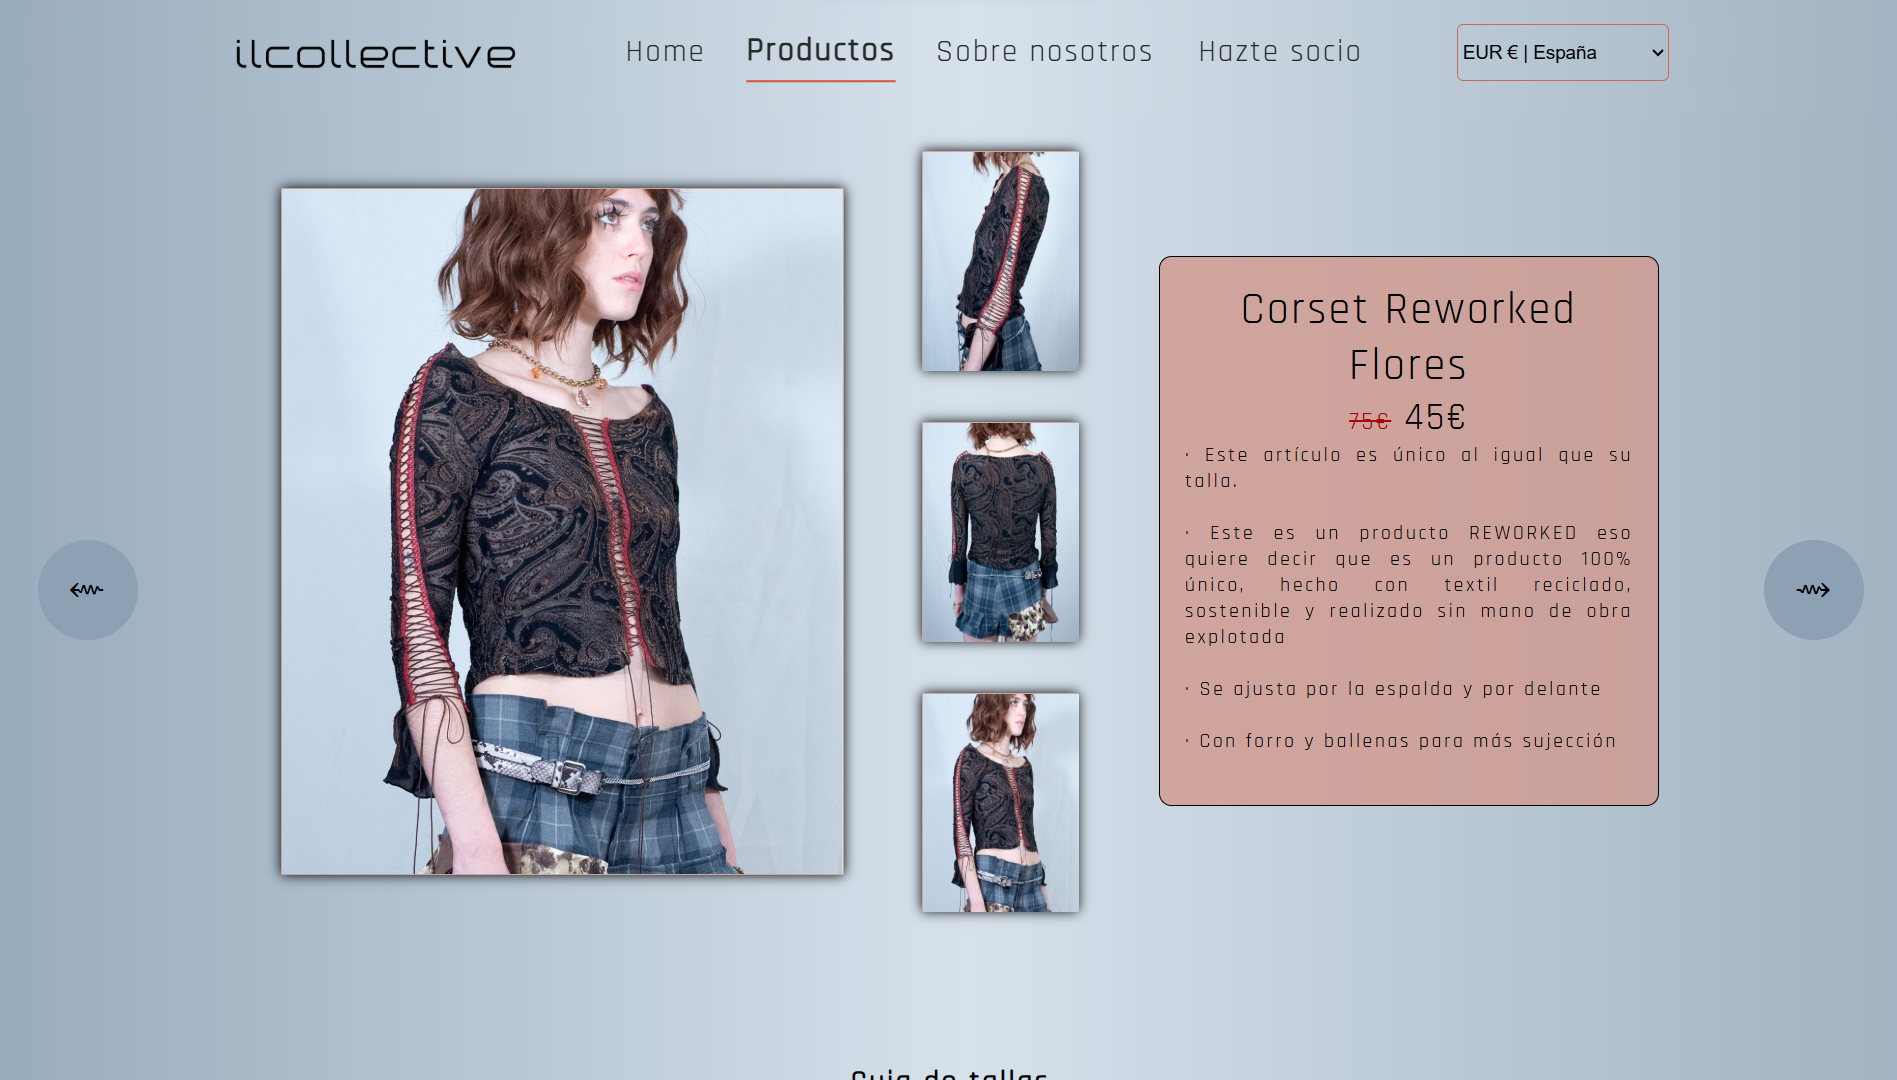 ilcollective
Home
Productos
Sobre nosotros
Hazte socio
EUR € | España
Corset Reworked
Flores
75€ 45€
· Este artículo es único al igual que su
talla.
· Este es un producto REWORKED eso
quiere decir que es un producto 100%
único, hecho con textil reciclado,
sostenible y realizado sin mano de obra
explotada
· Se ajusta por la espalda y por delante
· Con forro y ballenas para más sujección
Guia de tallas